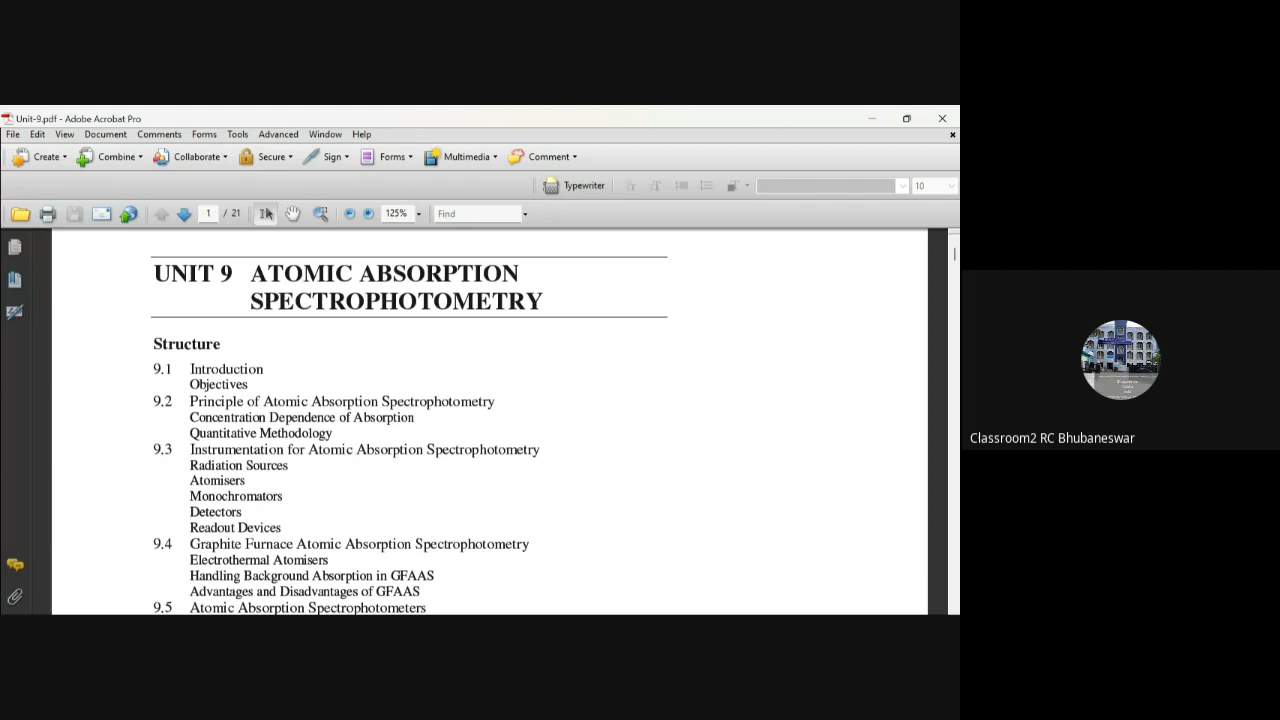 Unit-9.pdf - Adobe Acrobat Pro
File Edit View Document Comments Forms Tools Advanced Window Help
Create Combine Collaborate Secure Sign Forms Multimedia Comment
Typewriter 10
1 / 21 125% Find
UNIT 9 ATOMIC ABSORPTION
SPECTROPHOTOMETRY
Structure
9.1 Introduction
Objectives
9.2 Principle of Atomic Absorption Spectrophotometry
Concentration Dependence of Absorption
Quantitative Methodology
9.3 Instrumentation for Atomic Absorption Spectrophotometry
Radiation Sources
Atomisers
Monochromators
Detectors
Readout Devices
9.4 Graphite Furnace Atomic Absorption Spectrophotometry
Electrothermal Atomisers
Handling Background Absorption in GFAAS
Advantages and Disadvantages of GFAAS
9.5 Atomic Absorption Spectrophotometers
Classroom2 RC Bhubaneswar